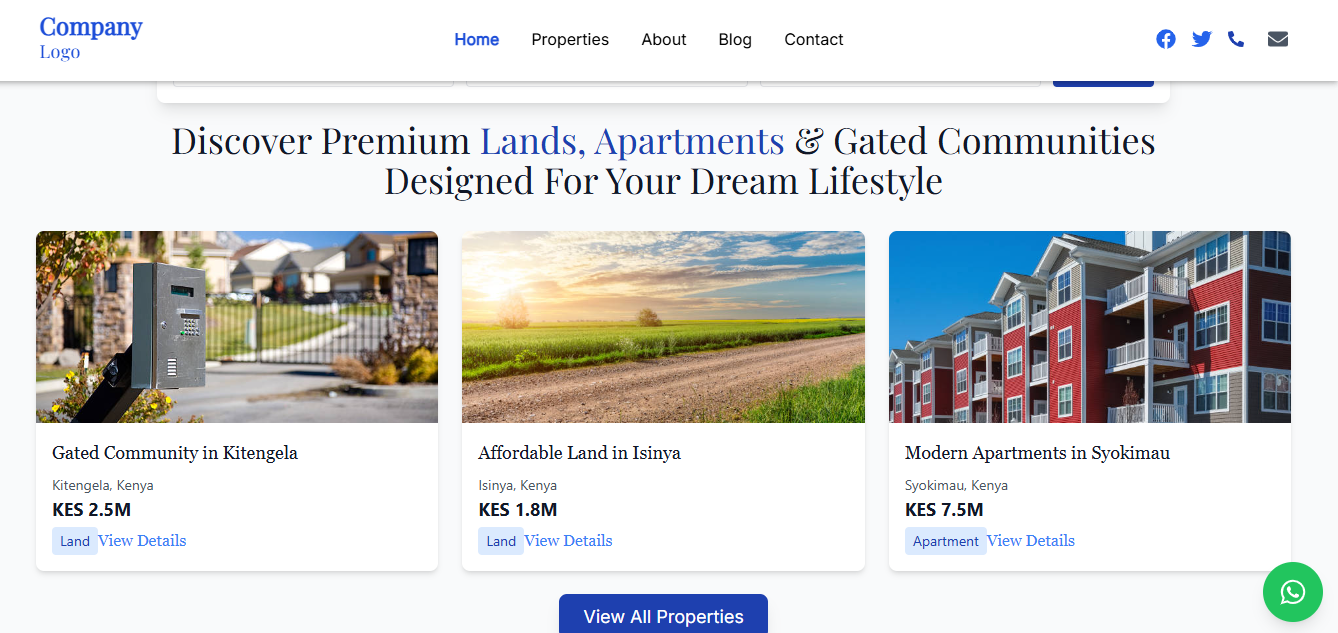 Company
Logo
Home Properties About Blog Contact
Discover Premium Lands, Apartments & Gated Communities
Designed For Your Dream Lifestyle
Gated Community in Kitengela
Kitengela, Kenya
KES 2.5M
Land View Details
Affordable Land in Isinya
Isinya, Kenya
KES 1.8M
Land View Details
Modern Apartments in Syokimau
Syokimau, Kenya
KES 7.5M
Apartment View Details
View All Properties